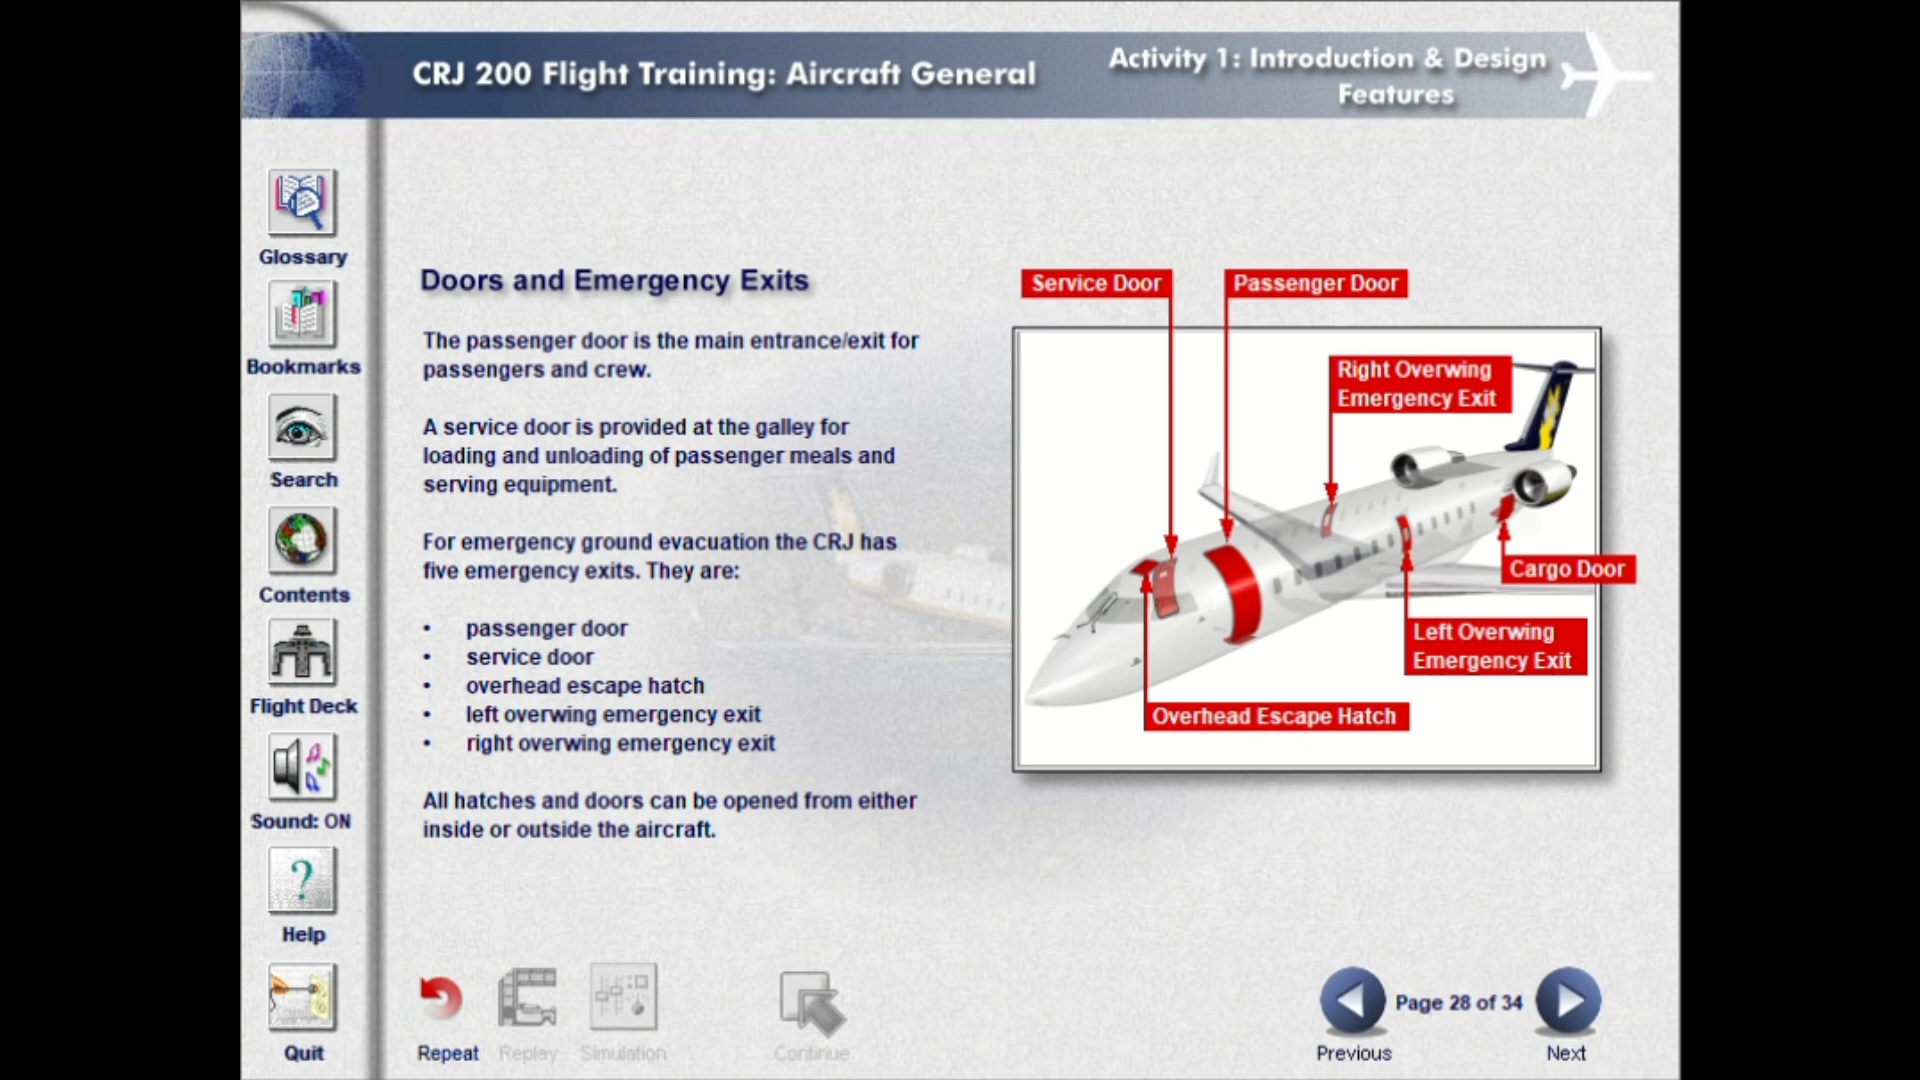 CRJ 200 Flight Training: Aircraft General
Activity 1: Introduction & Design
Features
Glossary
Bookmarks
Search
Contents
Flight Deck
Sound: ON
Help
Quit
Doors and Emergency Exits
The passenger door is the main entrance/exit for
passengers and crew.
A service door is provided at the galley for
loading and unloading of passenger meals and
serving equipment.
For emergency ground evacuation the CRJ has
five emergency exits. They are:
• passenger door
• service door
• overhead escape hatch
• left overwing emergency exit
• right overwing emergency exit
All hatches and doors can be opened from either
inside or outside the aircraft.
Service Door
Passenger Door
Right Overwing
Emergency Exit
Cargo Door
Left Overwing
Emergency Exit
Overhead Escape Hatch
Repeat
Replay
Simulation
Continue
Previous
Page 28 of 34
Next